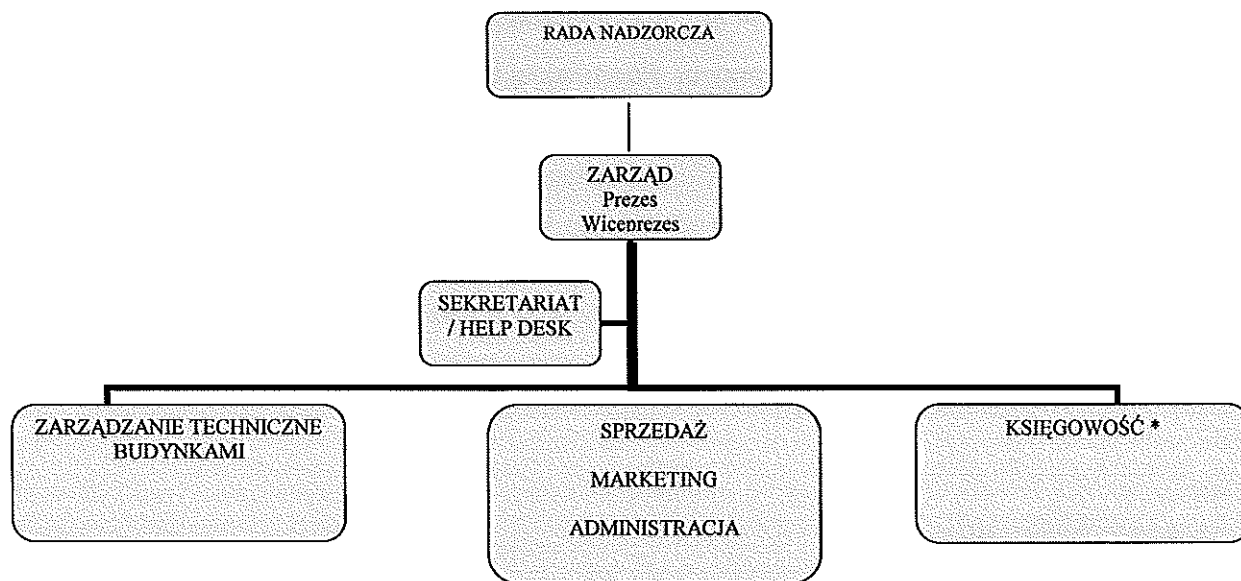 RADA NADZORCZA
ZARZĄD
Prezes
Wiceprezes
SEKRETARIAT
/ HELP DESK
ZARZĄDZANIE TECHNICZNE
BUDYNKAMI
SPRZEDAŻ
MARKETING
ADMINISTRACJA
KSIĘGOWOŚĆ *